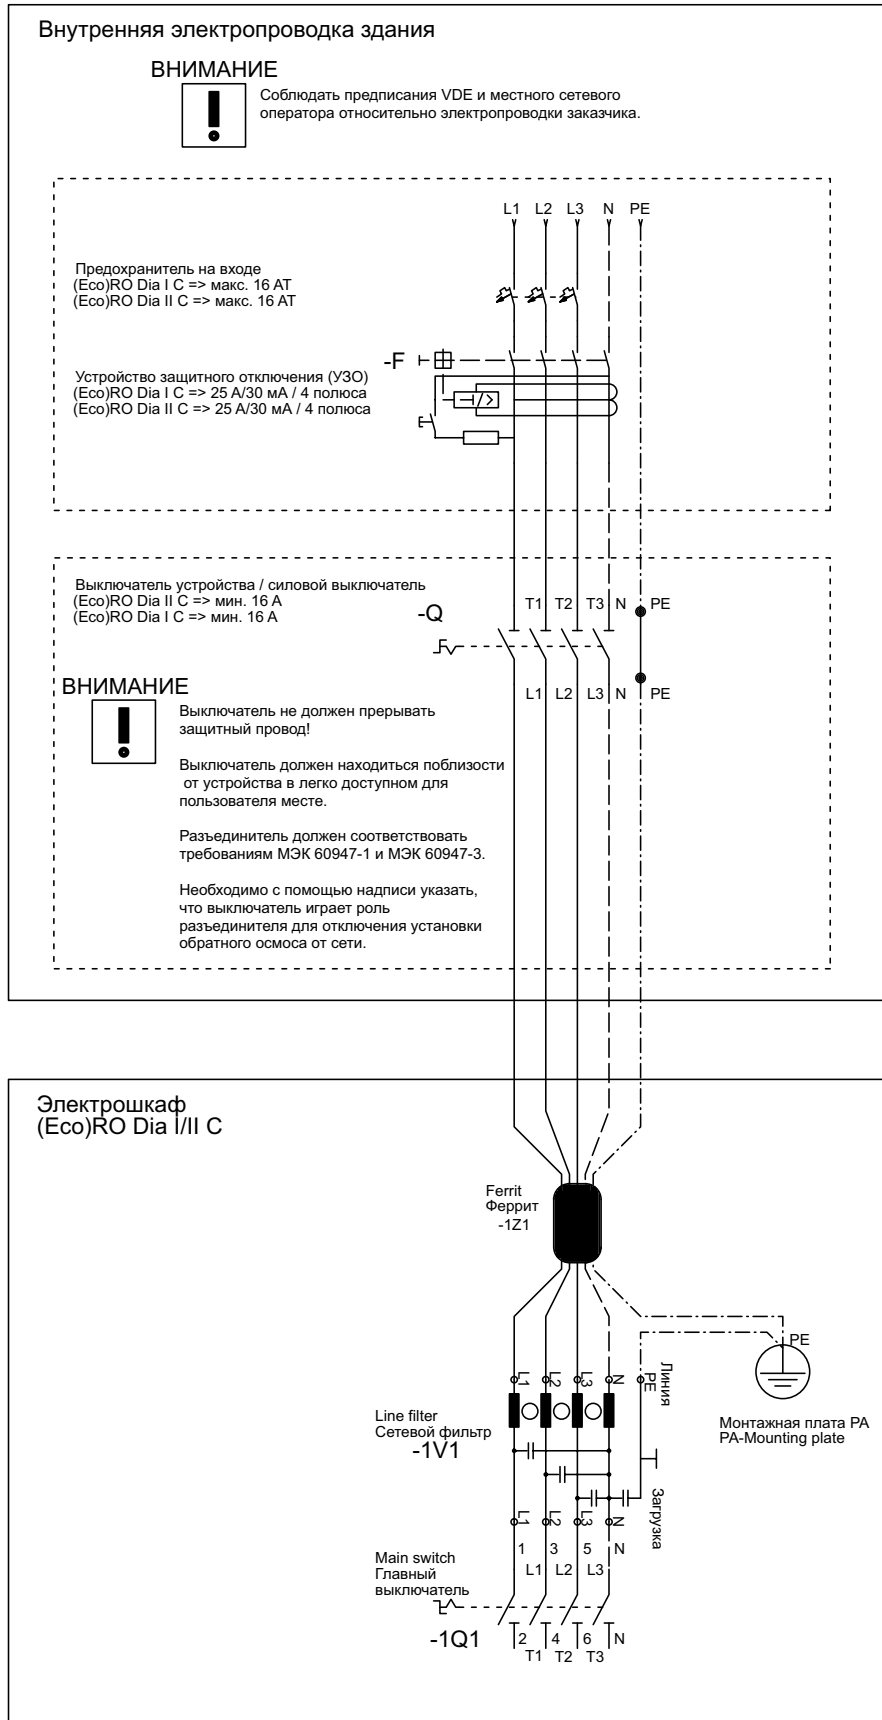 Внутренняя электропроводка здания
ВНИМАНИЕ
Соблюдать предписания VDE и местного сетевого
оператора относительно электропроводки заказчика.
L1 L2 L3 N PE
Предохранитель на входе
(Eco)RO Dia I C => макс. 16 AT
(Eco)RO Dia II C => макс. 16 AT
-F
Устройство защитного отключения (УЗО)
(Eco)RO Dia I C => 25 A/30 мА / 4 полюса
(Eco)RO Dia II C => 25 A/30 мА / 4 полюса
Выключатель устройства / силовой выключатель
(Eco)RO Dia II C => мин. 16 A
(Eco)RO Dia I C => мин. 16 A
-Q
T1 T2 T3 N PE
L1 L2 L3 N PE
ВНИМАНИЕ
Выключатель не должен прерывать
защитный провод!
Выключатель должен находиться поблизости
от устройства в легко доступном для
пользователя месте.
Разъединитель должен соответствовать
требованиям МЭК 60947-1 и МЭК 60947-3.
Необходимо с помощью надписи указать,
что выключатель играет роль
разъединителя для отключения установки
обратного осмоса от сети.
Электрошкаф
(Eco)RO Dia I/II C
Ferrit
Феррит
-1Z1
PE
L1 L2 L3 N PE Линия
Монтажная плата PA
PA-Mounting plate
Line filter
Сетевой фильтр
-1V1
L1 L2 L3 N Загрузка
1 3 5 N
L1 L2 L3
Main switch
Главный
выключатель
-1Q1
2 4 6 N
T1 T2 T3